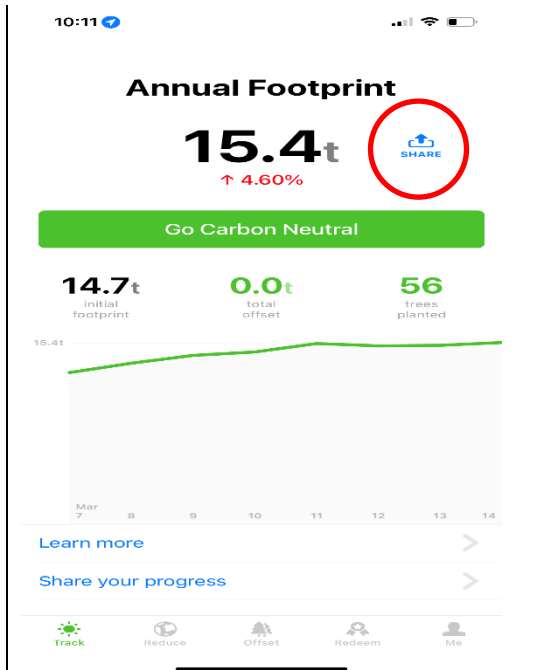 10:11
Annual Footprint
15.4t
SHARE
↑ 4.60%
Go Carbon Neutral
14.7t 0.0t 56
initial total trees
footprint offset planted
15.4t
Mar
7 8 9 10 11 12 13 14
Learn more
Share your progress
Track Reduce Offset Redeem Me